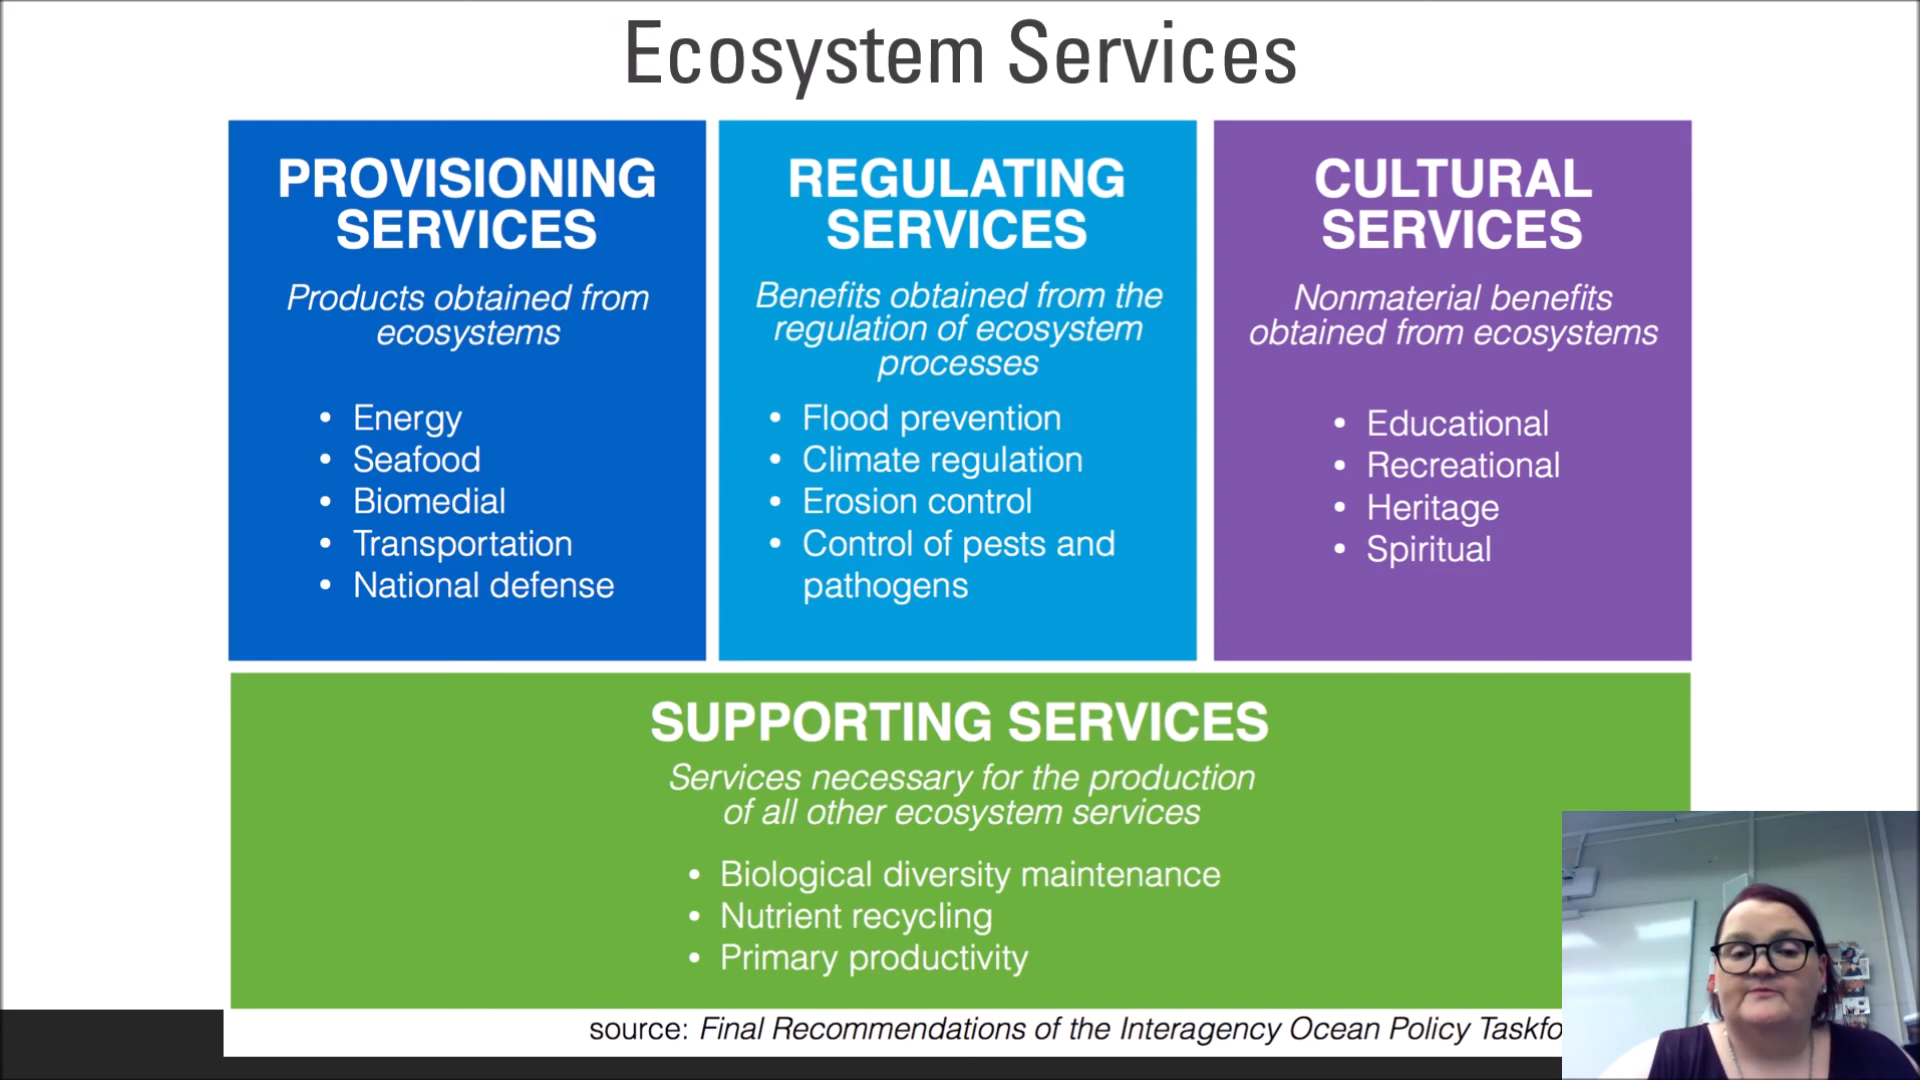 Ecosystem Services
PROVISIONING
SERVICES
Products obtained from
ecosystems
• Energy
• Seafood
• Biomedial
• Transportation
• National defense
REGULATING
SERVICES
Benefits obtained from the
regulation of ecosystem
processes
• Flood prevention
• Climate regulation
• Erosion control
• Control of pests and
pathogens
CULTURAL
SERVICES
Nonmaterial benefits
obtained from ecosystems
• Educational
• Recreational
• Heritage
• Spiritual
SUPPORTING SERVICES
Services necessary for the production
of all other ecosystem services
• Biological diversity maintenance
• Nutrient recycling
• Primary productivity
source: Final Recommendations of the Interagency Ocean Policy Taskfo